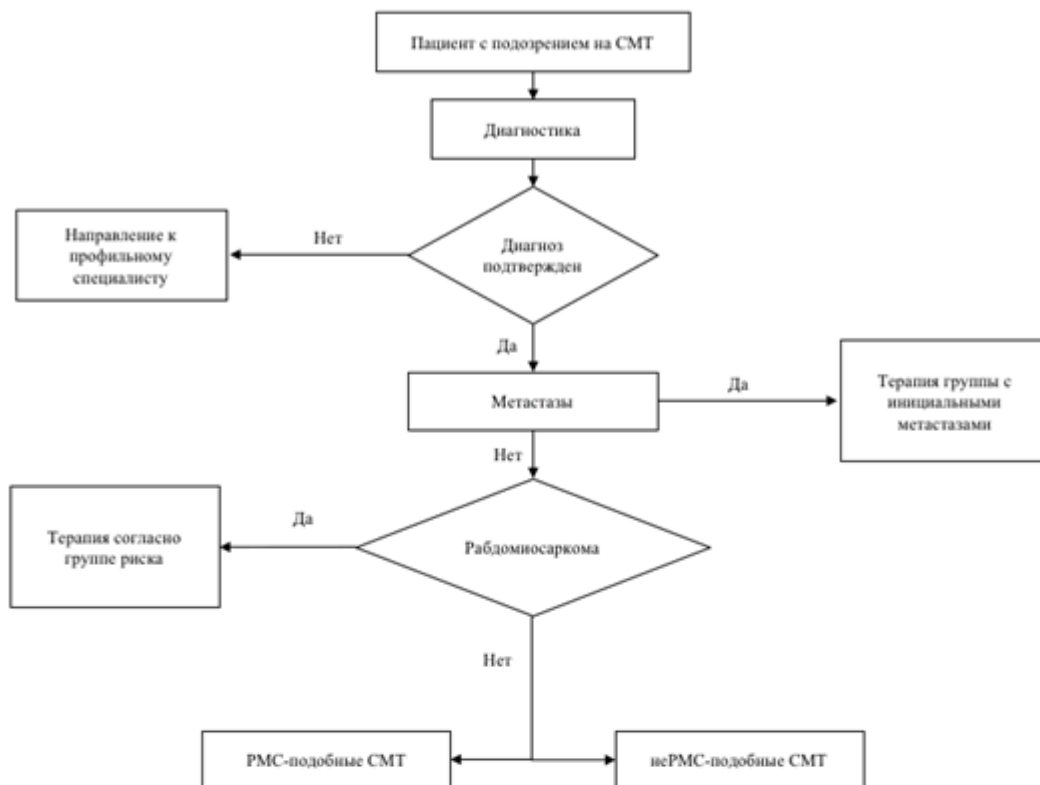 Пациент с подозрением на СМТ
Диагностика
Диагноз
подтвержден
Нет
Направление к
профильному
специалисту
Да
Метастазы
Да
Терапия группы с
инициальными
метастазами
Нет
Рабдомиосаркома
Да
Терапия согласно
группе риска
Нет
РМС-подобные СМТ
неРМС-подобные СМТ